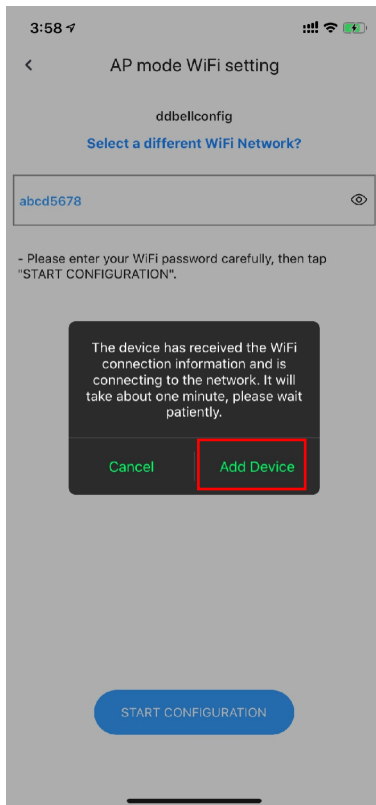 3:58
AP mode WiFi setting
ddbellconfig
Select a different WiFi Network?
abcd5678
- Please enter your WiFi password carefully, then tap
"START CONFIGURATION".
The device has received the WiFi
connection information and is
connecting to the network. It will
take about one minute, please wait
patiently.
Cancel
Add Device
START CONFIGURATION